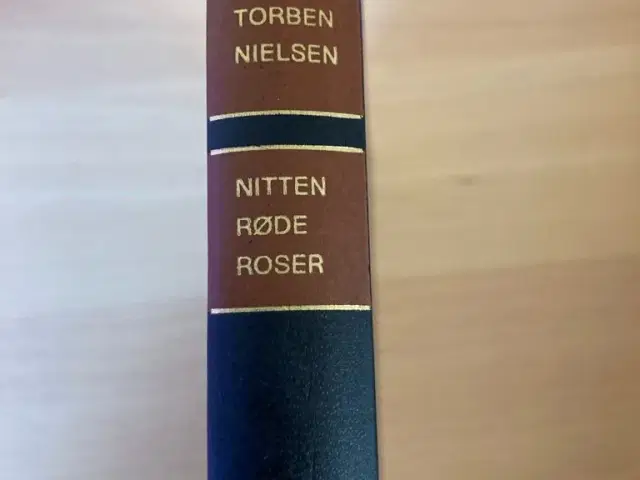 TORBEN
NIELSEN
NITTEN
RØDE
ROSER